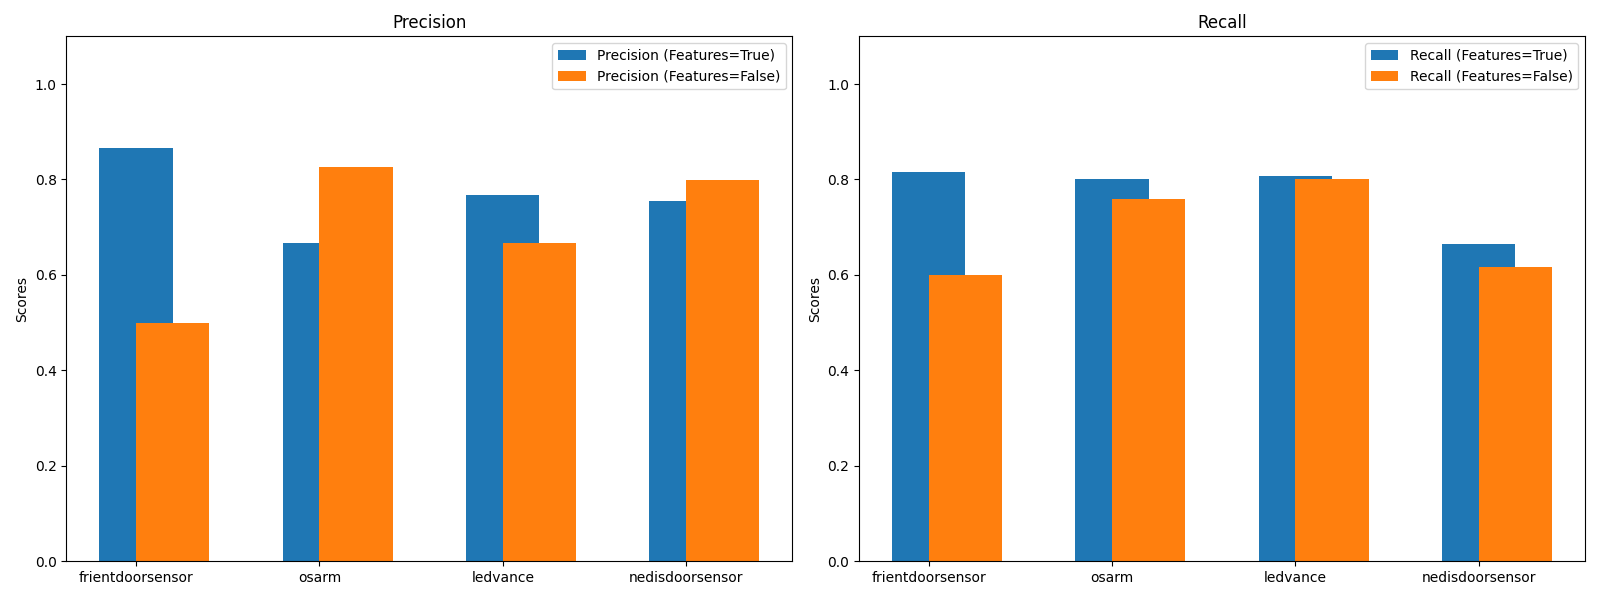 Precision
Precision (Features=True)
Precision (Features=False)
Scores
1.0
0.8
0.6
0.4
0.2
0.0
frientdoorsensor
osarm
ledvance
nedisdoorsensor
Recall
Recall (Features=True)
Recall (Features=False)
Scores
1.0
0.8
0.6
0.4
0.2
0.0
frientdoorsensor
osarm
ledvance
nedisdoorsensor